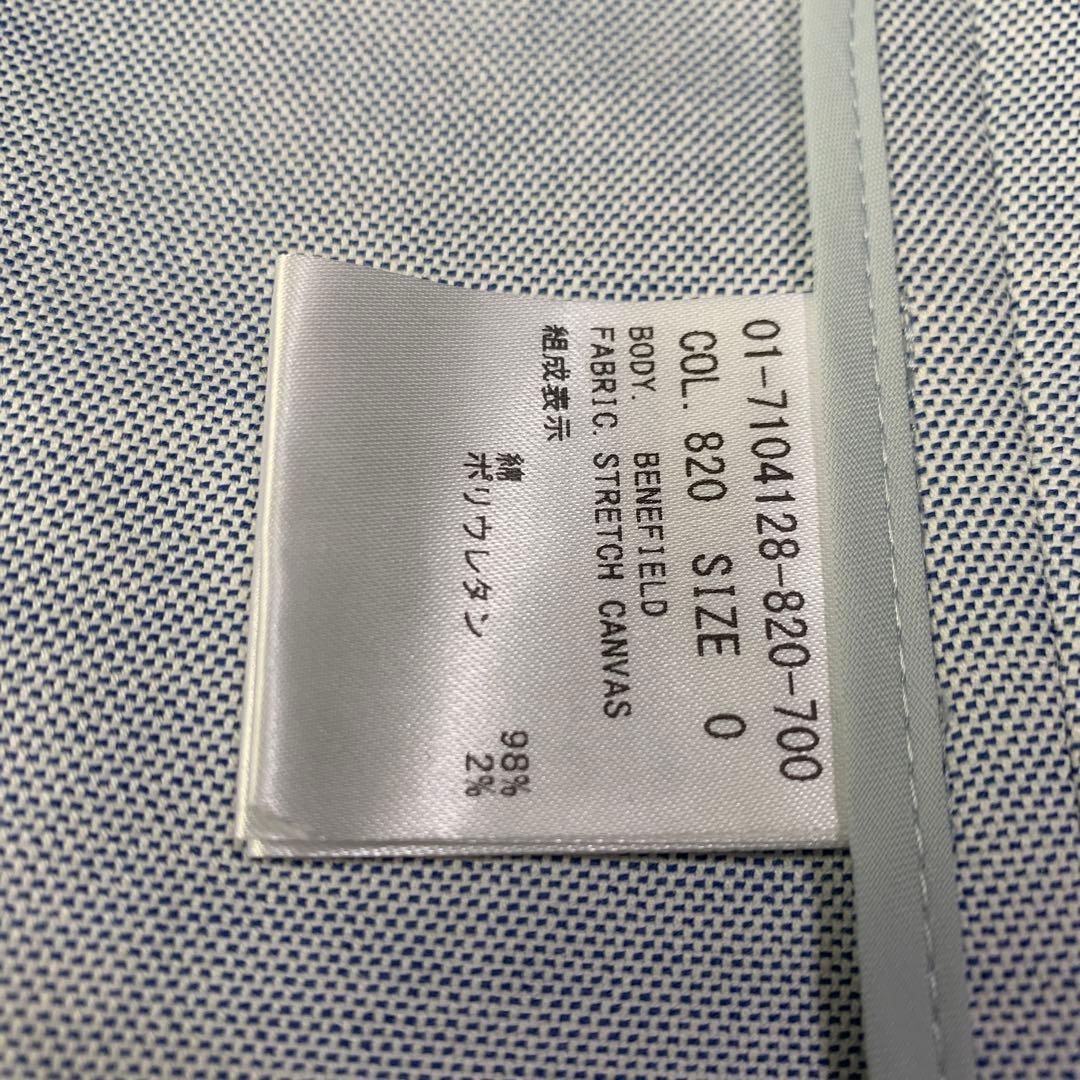 01-7104128-820-700
COL. 820 SIZE 0
BODY. BENEFIELD
FABRIC. STRETCH CANVAS
組成表示
綿 98%
ポリウレタン 2%